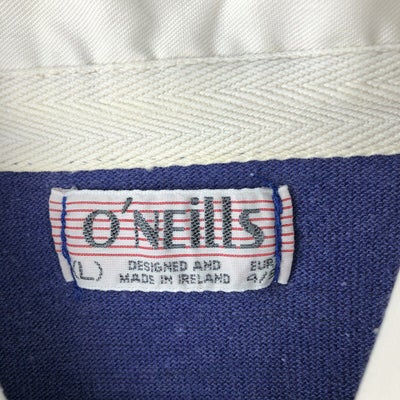 O'NEills
(L) DESIGNED AND EUR
MADE IN IRELAND